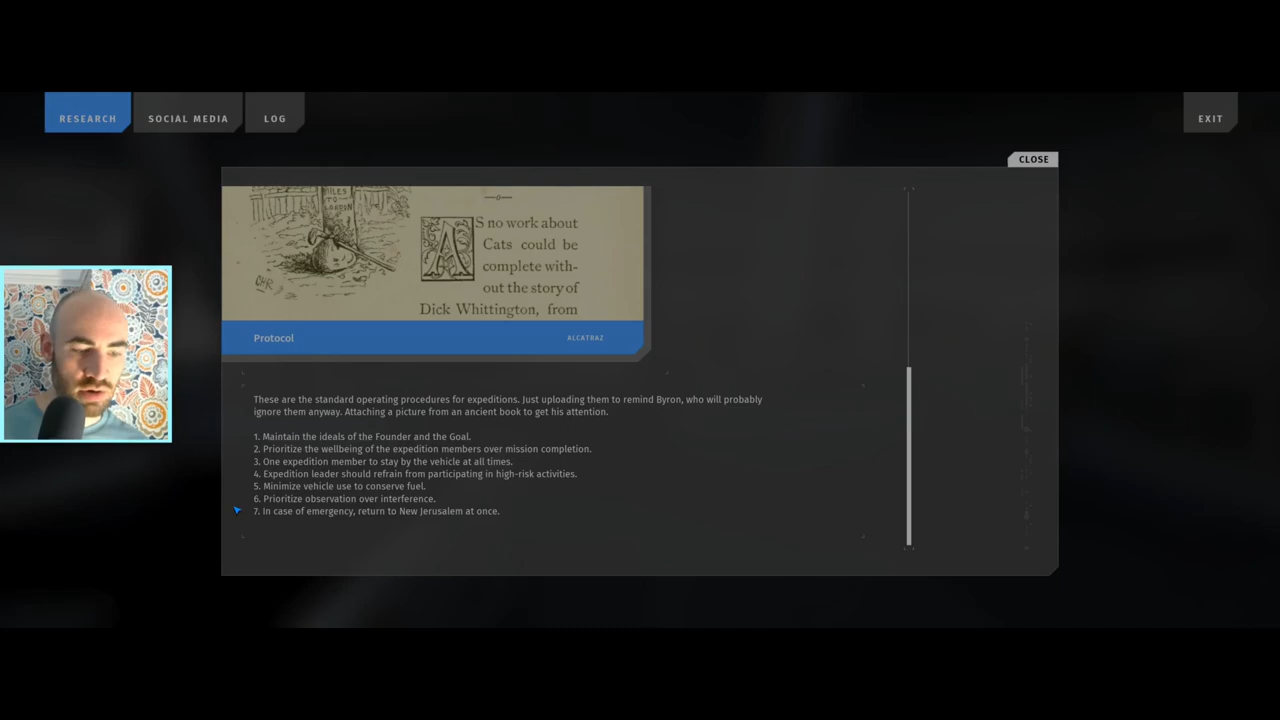 RESEARCH
SOCIAL MEDIA
LOG
EXIT
CLOSE
MILES
TO
LONDON
AS no work about
Cats could be
complete with-
out the story of
Dick Whittington, from
Protocol
ALCATRAZ
These are the standard operating procedures for expeditions. Just uploading them to remind Byron, who will probably
ignore them anyway. Attaching a picture from an ancient book to get his attention.
1. Maintain the ideals of the Founder and the Goal.
2. Prioritize the wellbeing of the expedition members over mission completion.
3. One expedition member to stay by the vehicle at all times.
4. Expedition leader should refrain from participating in high-risk activities.
5. Minimize vehicle use to conserve fuel.
6. Prioritize observation over interference.
7. In case of emergency, return to New Jerusalem at once.